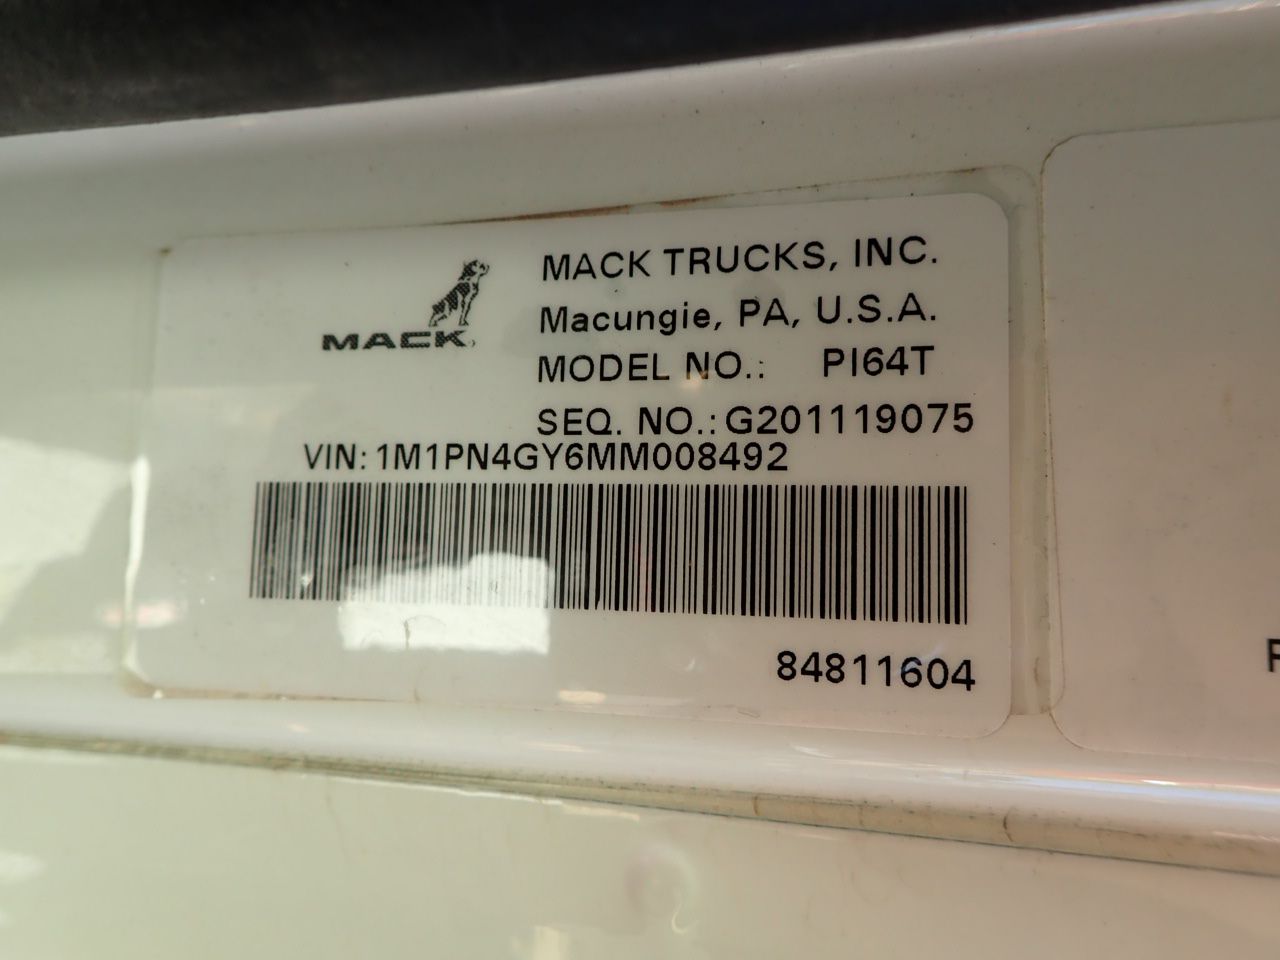 MACK
MACK TRUCKS, INC.
Macungie, PA, U.S.A.
MODEL NO.: PI64T
SEQ. NO.: G201119075
VIN: 1M1PN4GY6MM008492
84811604